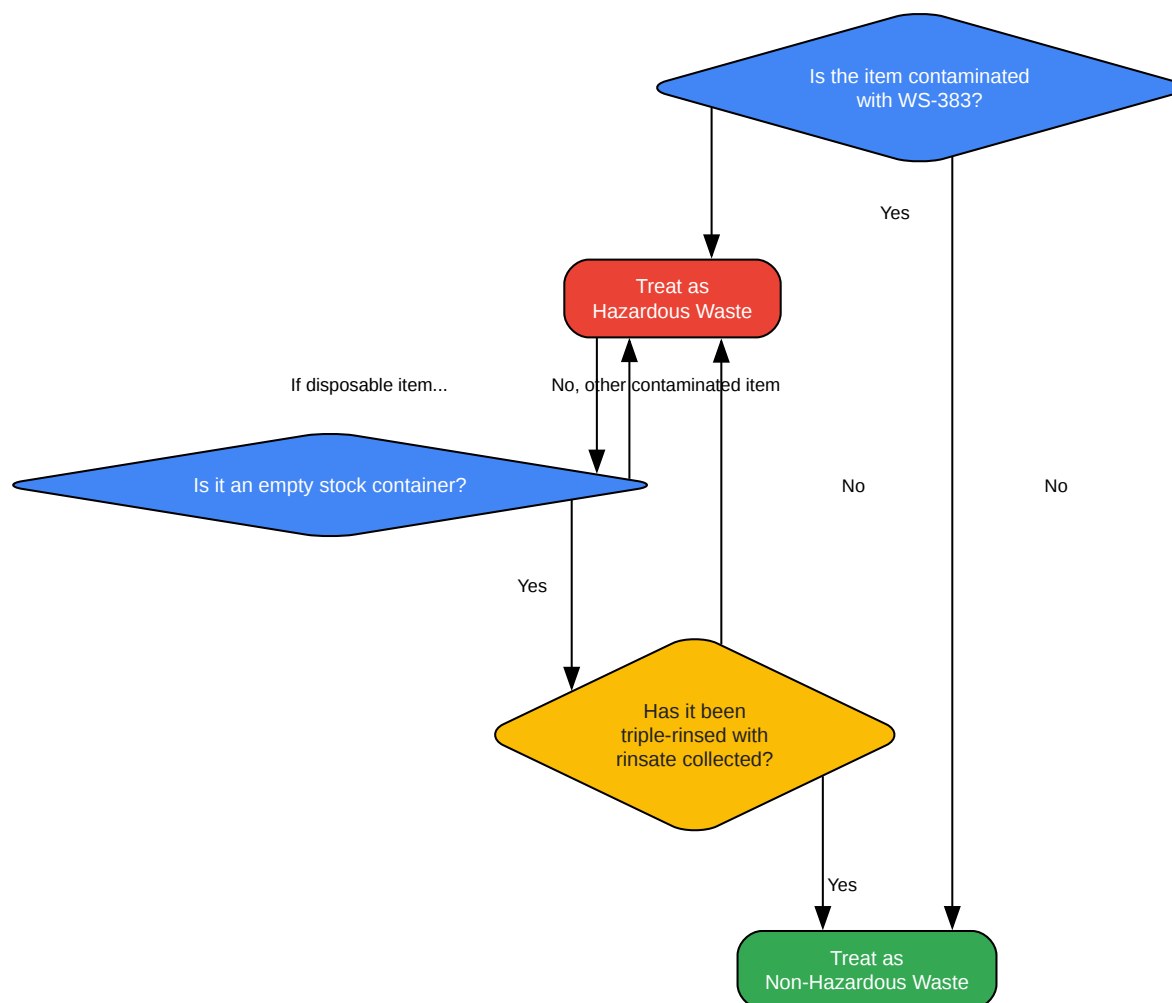 Is the item contaminated
with WS-383?
Yes
Treat as
Hazardous Waste
If disposable item...
No, other contaminated item
Is it an empty stock container?
No
No
Yes
Has it been
triple-rinsed with
rinsate collected?
Yes
Treat as
Non-Hazardous Waste